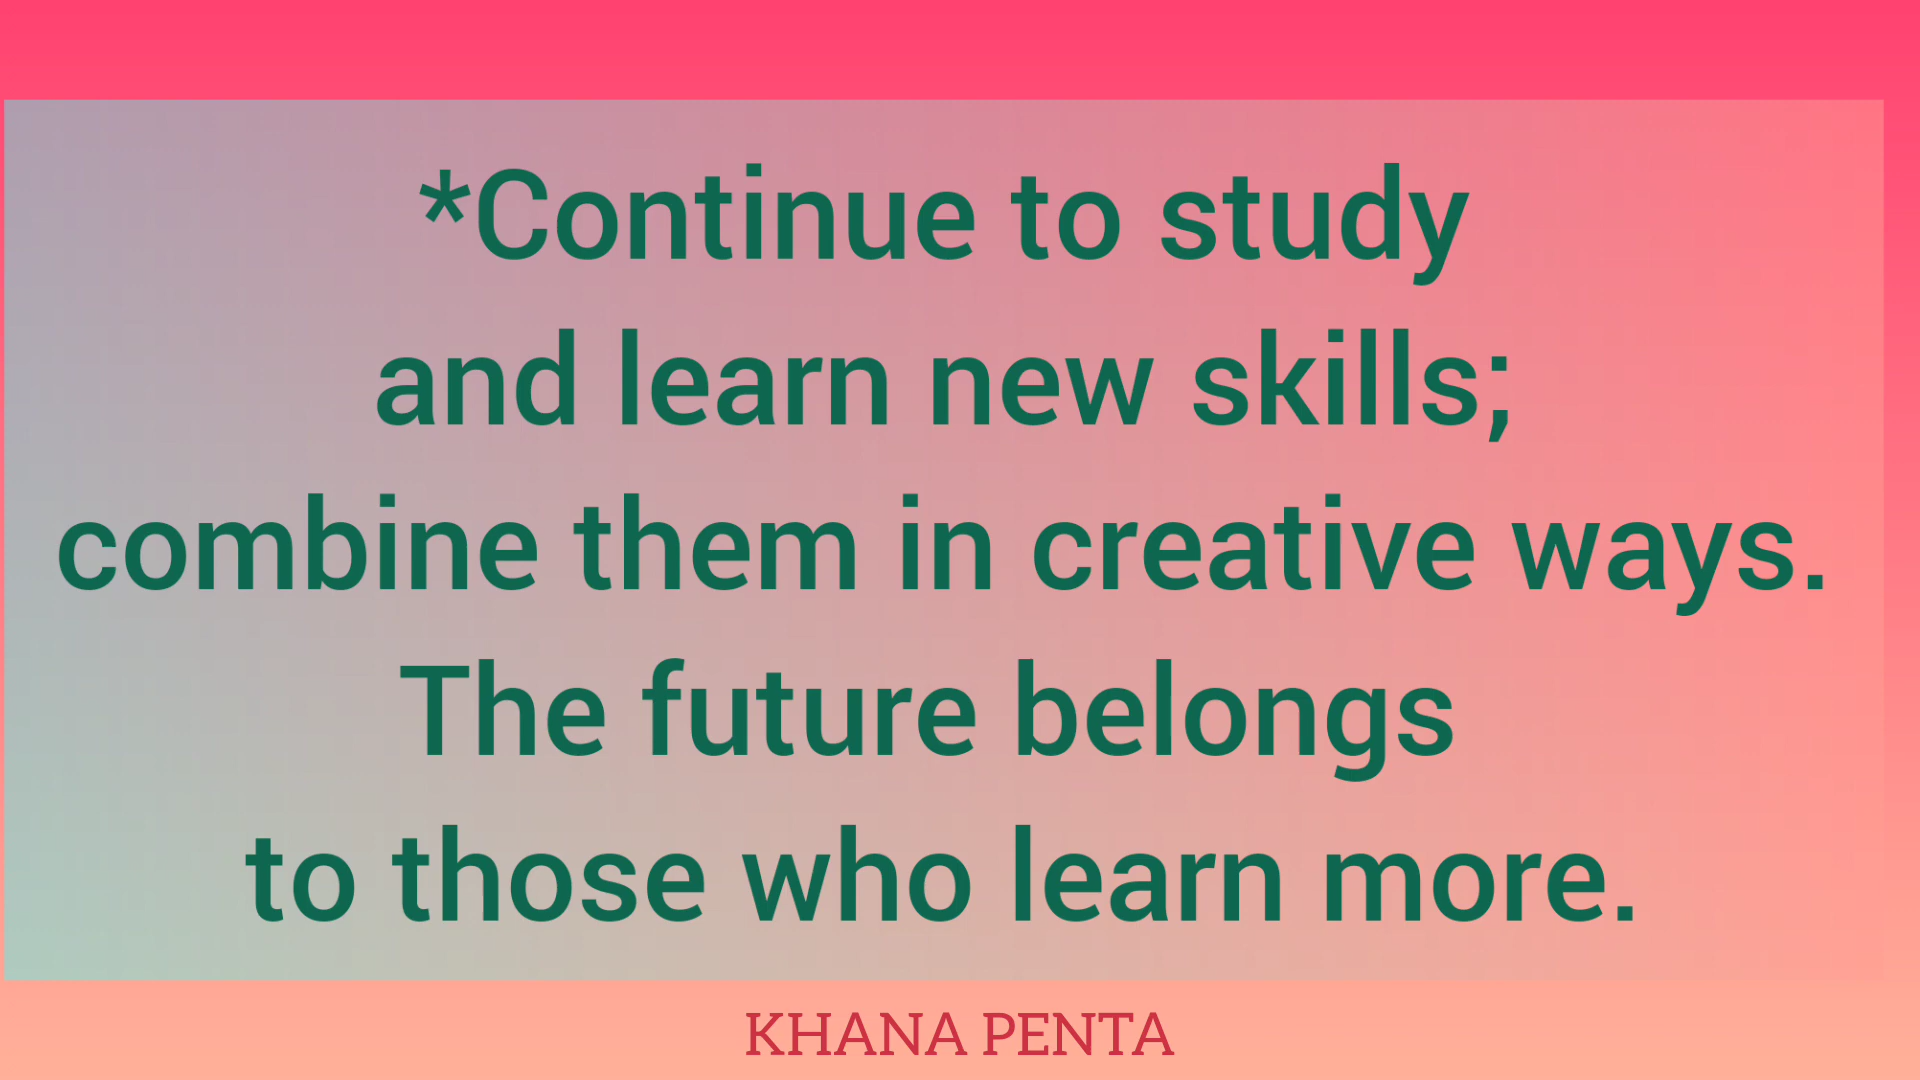 *Continue to study
and learn new skills;
combine them in creative ways.
The future belongs
to those who learn more.
KHANA PENTA